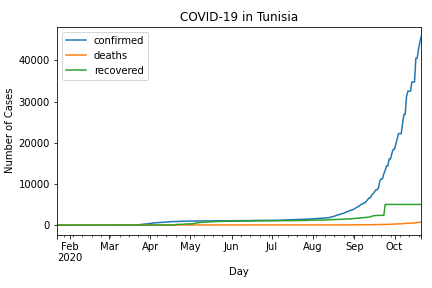 COVID-19 in Tunisia
confirmed
deaths
recovered
Number of Cases
40000
30000
20000
10000
0
Feb Mar Apr May Jun Jul Aug Sep Oct
2020
Day